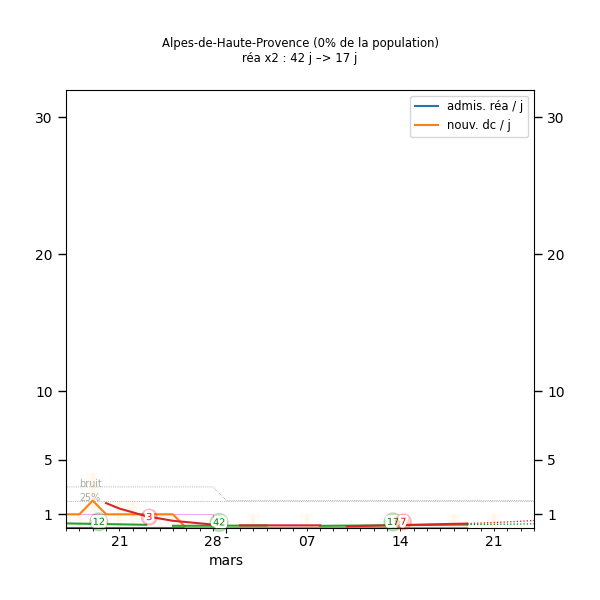 Alpes-de-Haute-Provence (0% de la population)
réa x2 : 42 j –> 17 j
admis. réa / j
nouv. dc / j
30 30
20 20
10 10
5 5
bruit
25%
1 1
12 3 42 17 7
21 28 - 07 14 21
mars